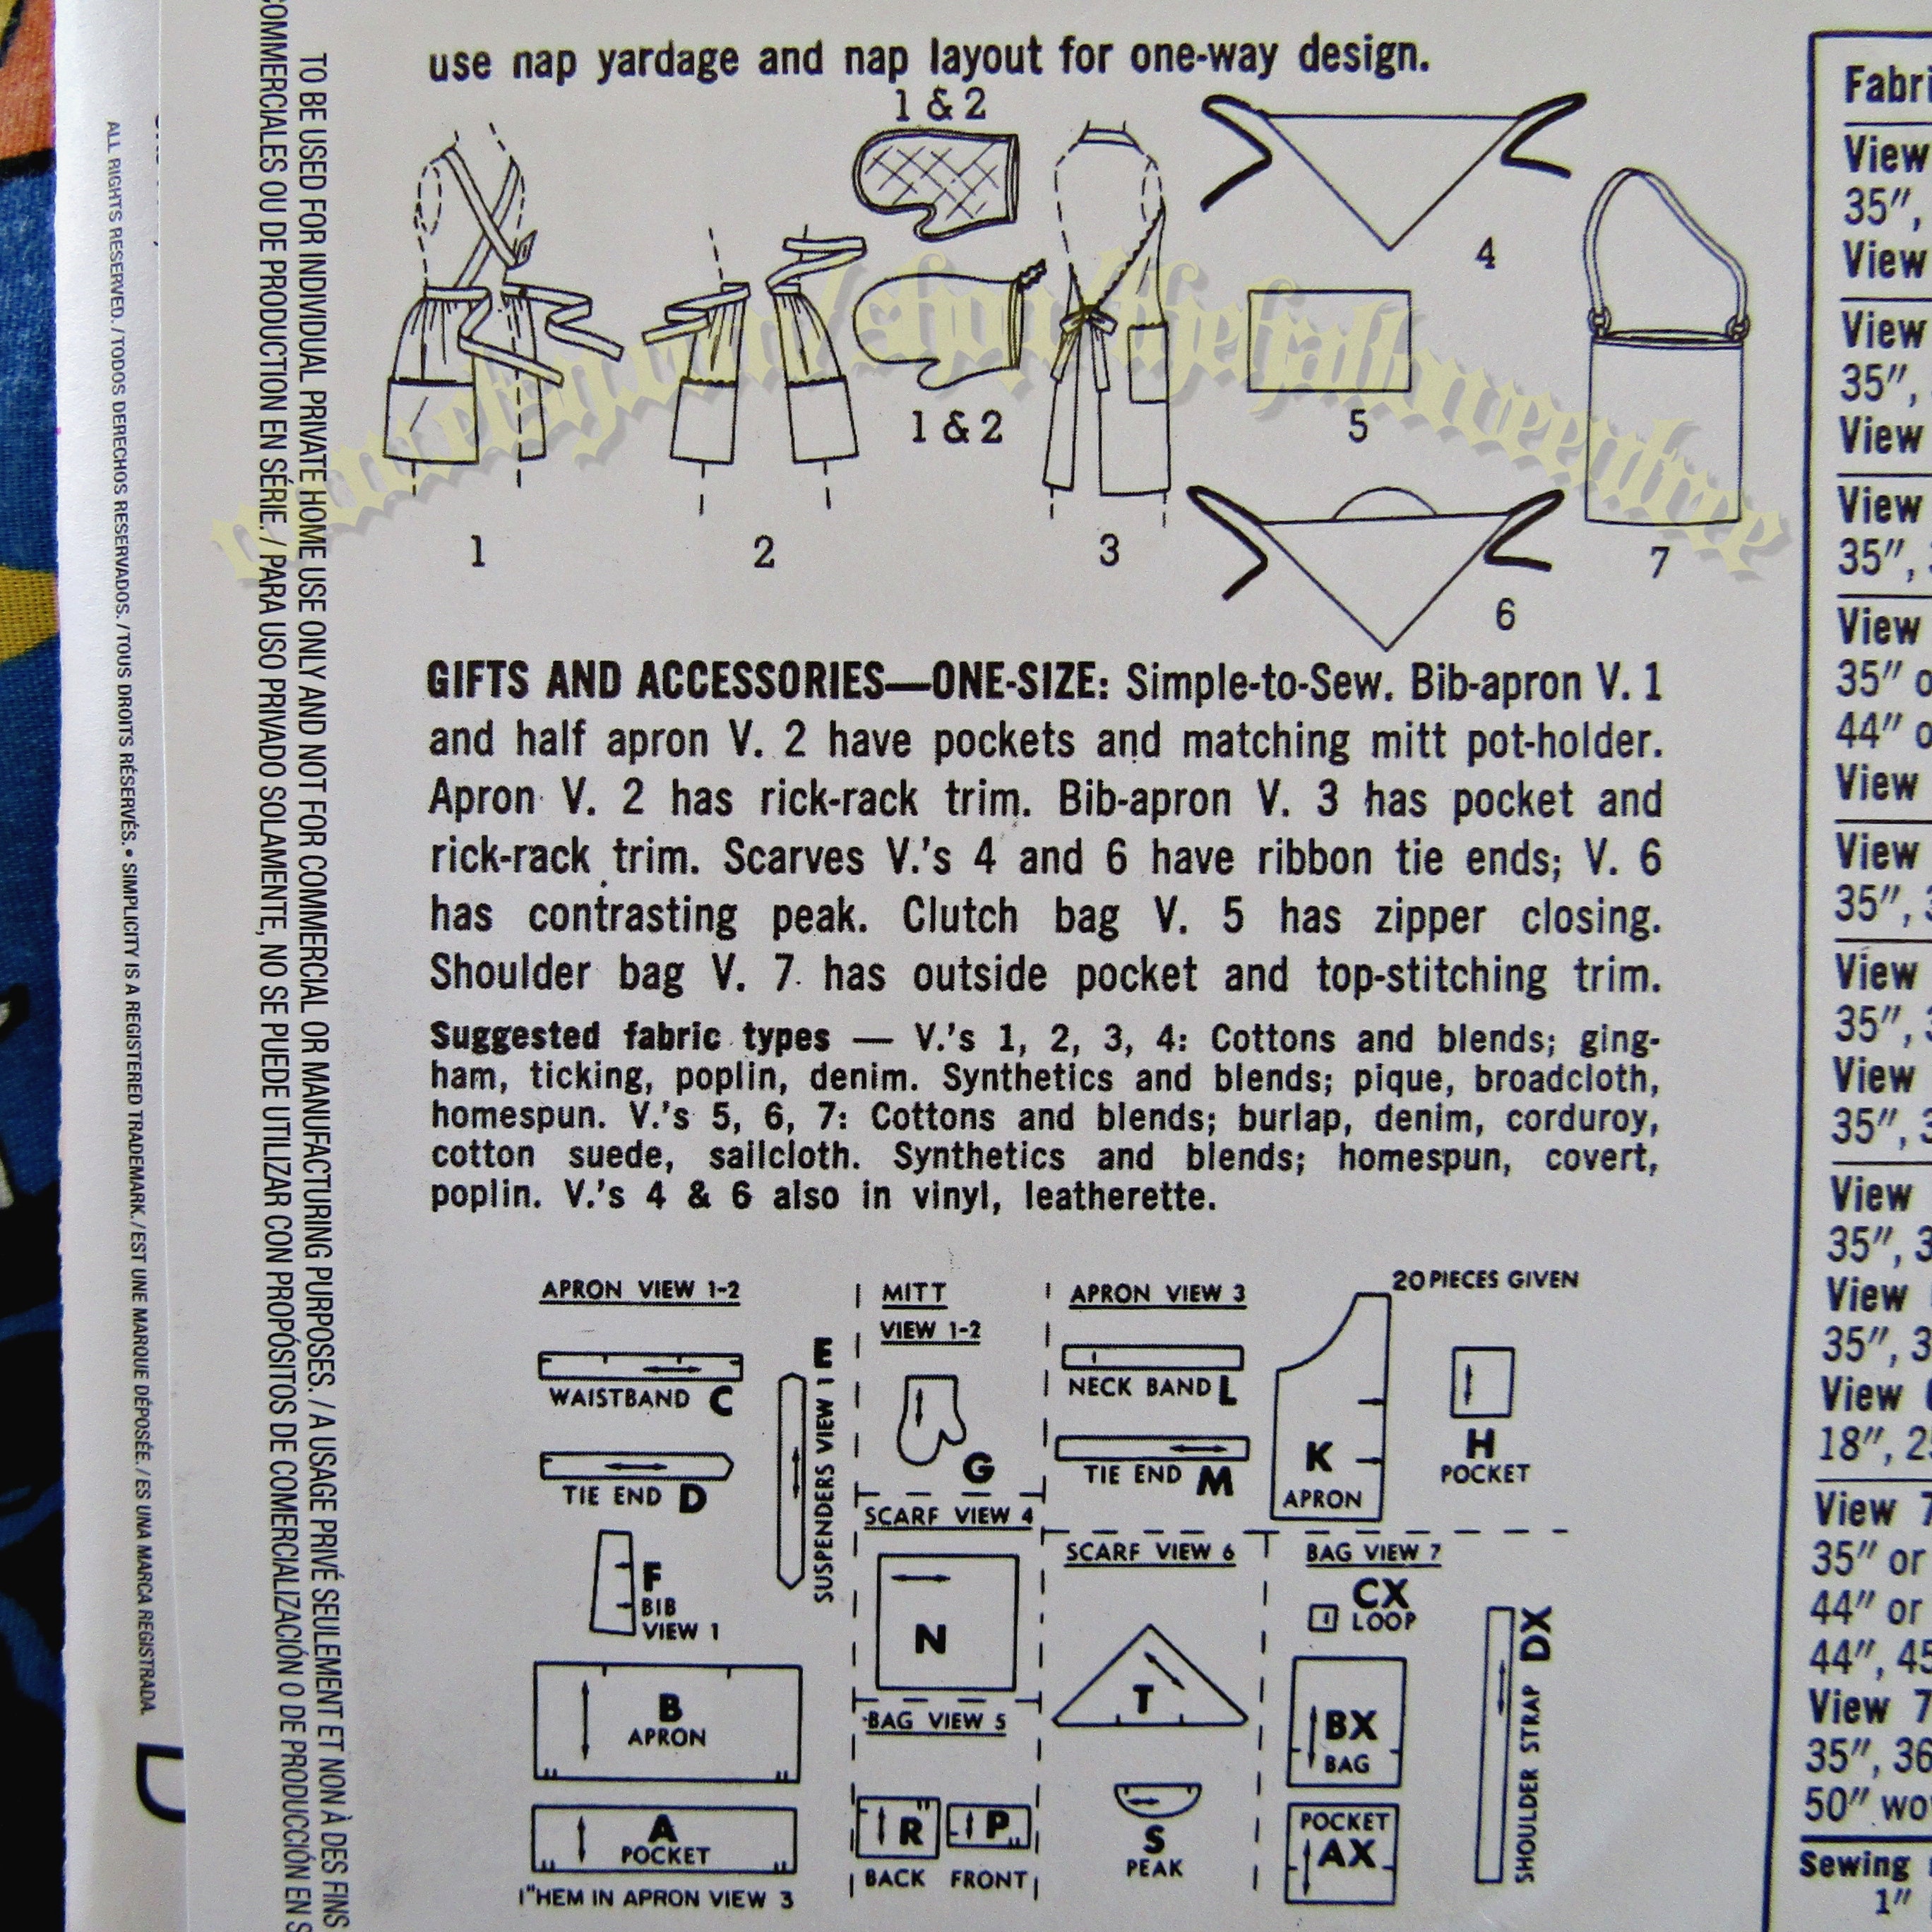 use nap yardage and nap layout for one-way design.
1 & 2
4
1 & 2
5
1
2
3
7
6
GIFTS AND ACCESSORIES—ONE-SIZE: Simple-to-Sew. Bib-apron V. 1
and half apron V. 2 have pockets and matching mitt pot-holder.
Apron V. 2 has rick-rack trim. Bib-apron V. 3 has pocket and
rick-rack trim. Scarves V.'s 4 and 6 have ribbon tie ends; V. 6
has contrasting peak. Clutch bag V. 5 has zipper closing.
Shoulder bag V. 7 has outside pocket and top-stitching trim.
Suggested fabric types — V.'s 1, 2, 3, 4: Cottons and blends; ging-
ham, ticking, poplin, denim. Synthetics and blends; pique, broadcloth,
homespun. V.'s 5, 6, 7: Cottons and blends; burlap, denim, corduroy,
cotton suede, sailcloth. Synthetics and blends; homespun, covert,
poplin. V.'s 4 & 6 also in vinyl, leatherette.
APRON VIEW 1-2
WAISTBAND C
TIE END D
SUSPENDERS VIEW 1 E
F
BIB
VIEW 1
B
APRON
A
POCKET
1"HEM IN APRON VIEW 3
MITT
VIEW 1-2
G
SCARF VIEW 4
N
BAG VIEW 5
R
BACK
P
FRONT
APRON VIEW 3
NECK BAND L
TIE END M
20 PIECES GIVEN
K
APRON
H
POCKET
SCARF VIEW 6
T
S
PEAK
BAG VIEW 7
CX
LOOP
BX
BAG
POCKET
AX
SHOULDER STRAP DX
TO BE USED FOR INDIVIDUAL PRIVATE HOME USE ONLY AND NOT FOR COMMERCIAL OR MANUFACTURING PURPOSES. / A USAGE PRIVÉ SEULEMENT ET NON À DES FINS
COMMERCIALES OU DE PRODUCTION EN SÉRIE. / PARA USO PRIVADO SOLAMENTE, NO SE PUEDE UTILIZAR CON PROPÓSITOS DE COMERCIALIZACIÓN O DE PRODUCCIÓN EN S
ALL RIGHTS RESERVED. / TODOS DERECHOS RESERVADOS. / TOUS DROITS RÉSERVÉS. • SIMPLICITY IS A REGISTERED TRADEMARK. / EST UNE MARQUE DÉPOSÉE. / ES UNA MARCA REGISTRADA.
Fabri
View
35",
View
View
35",
View
View
35",
View
35" o
44" o
View
View
35",
View
35",
View
35",
View
35", 3
View
35", 3
View
18", 2
View 7
35" or
44" or
44", 45
View 7
35", 36
50" wo
Sewing
1"